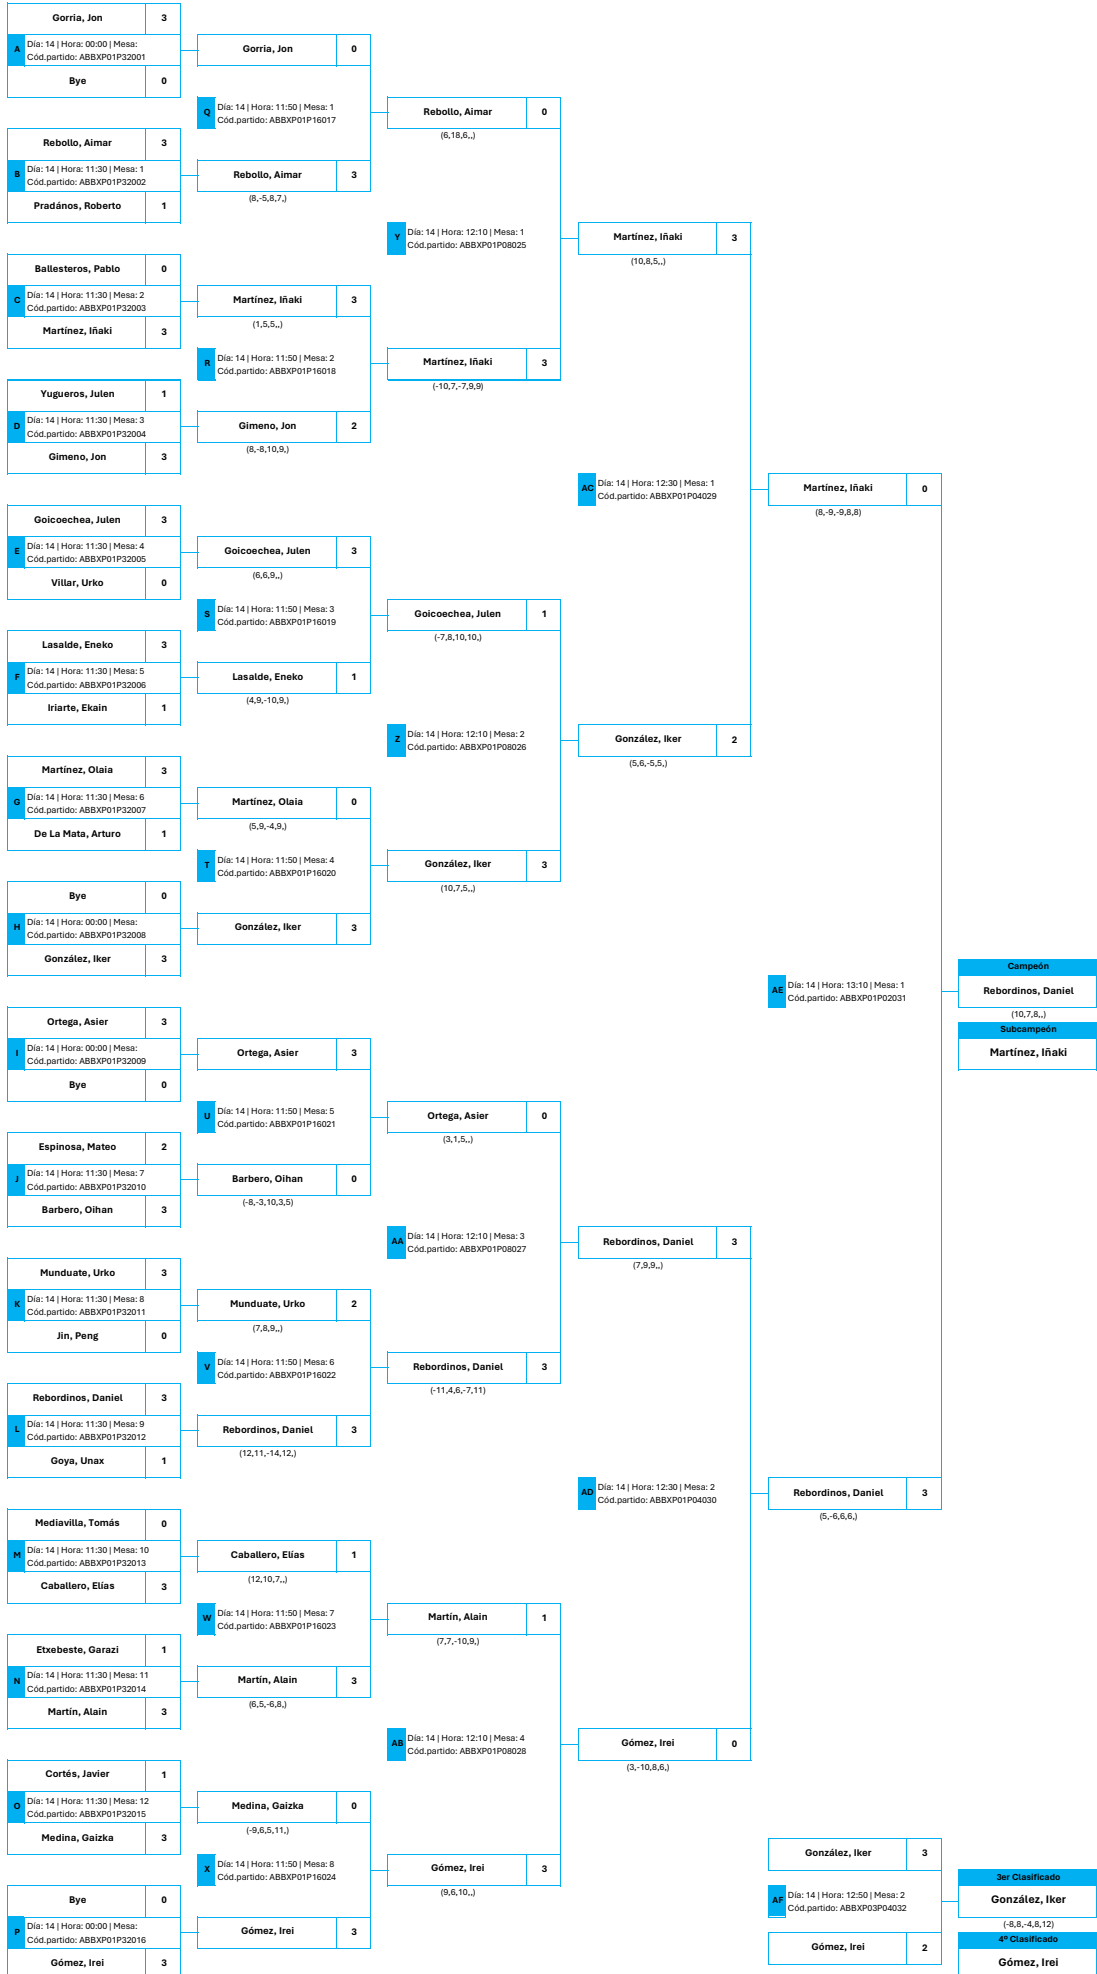 Gorria, Jon 3
A Día: 14 | Hora: 00:00 | Mesa:
Cód.partido: ABBXP01P32001
Bye 0
Rebollo, Aimar 3
B Día: 14 | Hora: 11:30 | Mesa: 1
Cód.partido: ABBXP01P32002
Pradános, Roberto 1
Ballesteros, Pablo 0
C Día: 14 | Hora: 11:30 | Mesa: 2
Cód.partido: ABBXP01P32003
Martínez, Iñaki 3
Yugueros, Julen 1
D Día: 14 | Hora: 11:30 | Mesa: 3
Cód.partido: ABBXP01P32004
Gimeno, Jon 3
Goicoechea, Julen 3
E Día: 14 | Hora: 11:30 | Mesa: 4
Cód.partido: ABBXP01P32005
Villar, Urko 0
Lasalde, Eneko 3
F Día: 14 | Hora: 11:30 | Mesa: 5
Cód.partido: ABBXP01P32006
Iriarte, Ekain 1
Martínez, Olaia 3
G Día: 14 | Hora: 11:30 | Mesa: 6
Cód.partido: ABBXP01P32007
De La Mata, Arturo 1
Bye 0
H Día: 14 | Hora: 00:00 | Mesa:
Cód.partido: ABBXP01P32008
González, Iker 3
Ortega, Asier 3
I Día: 14 | Hora: 00:00 | Mesa:
Cód.partido: ABBXP01P32009
Bye 0
Espinosa, Mateo 2
J Día: 14 | Hora: 11:30 | Mesa: 7
Cód.partido: ABBXP01P32010
Barbero, Oihan 3
Munduate, Urko 3
K Día: 14 | Hora: 11:30 | Mesa: 8
Cód.partido: ABBXP01P32011
Jin, Peng 0
Rebordinos, Daniel 3
L Día: 14 | Hora: 11:30 | Mesa: 9
Cód.partido: ABBXP01P32012
Goya, Unax 1
Mediavilla, Tomás 0
M Día: 14 | Hora: 11:30 | Mesa: 10
Cód.partido: ABBXP01P32013
Caballero, Elías 3
Etxebeste, Garazi 1
N Día: 14 | Hora: 11:30 | Mesa: 11
Cód.partido: ABBXP01P32014
Martín, Alain 3
Cortés, Javier 1
O Día: 14 | Hora: 11:30 | Mesa: 12
Cód.partido: ABBXP01P32015
Medina, Gaizka 3
Bye 0
P Día: 14 | Hora: 00:00 | Mesa:
Cód.partido: ABBXP01P32016
Gómez, Irei 3
Gorria, Jon 0
Q Día: 14 | Hora: 11:50 | Mesa: 1
Cód.partido: ABBXP01P16017
Rebollo, Aimar 3
(8,-5,8,7,)
Martínez, Iñaki 3
(1,5,5,,)
R Día: 14 | Hora: 11:50 | Mesa: 2
Cód.partido: ABBXP01P16018
Gimeno, Jon 2
(8,-8,10,9,)
Goicoechea, Julen 3
(6,6,9,,)
S Día: 14 | Hora: 11:50 | Mesa: 3
Cód.partido: ABBXP01P16019
Lasalde, Eneko 1
(4,9,-10,9,)
Martínez, Olaia 0
(5,9,-4,9,)
T Día: 14 | Hora: 11:50 | Mesa: 4
Cód.partido: ABBXP01P16020
González, Iker 3
Ortega, Asier 3
U Día: 14 | Hora: 11:50 | Mesa: 5
Cód.partido: ABBXP01P16021
Barbero, Oihan 0
(-8,-3,10,3,5)
Munduate, Urko 2
(7,8,9,,)
V Día: 14 | Hora: 11:50 | Mesa: 6
Cód.partido: ABBXP01P16022
Rebordinos, Daniel 3
(12,11,-14,12,)
Caballero, Elías 1
(12,10,7,,)
W Día: 14 | Hora: 11:50 | Mesa: 7
Cód.partido: ABBXP01P16023
Martín, Alain 3
(6,5,-6,8,)
Medina, Gaizka 0
(-9,6,5,11,)
X Día: 14 | Hora: 11:50 | Mesa: 8
Cód.partido: ABBXP01P16024
Gómez, Irei 3
Rebollo, Aimar 0
(6,18,6,,)
Y Día: 14 | Hora: 12:10 | Mesa: 1
Cód.partido: ABBXP01P08025
Martínez, Iñaki 3
(-10,7,-7,9,9)
Goicoechea, Julen 1
(-7,8,10,10,)
Z Día: 14 | Hora: 12:10 | Mesa: 2
Cód.partido: ABBXP01P08026
González, Iker 3
(10,7,5,,)
Ortega, Asier 0
(3,1,5,,)
AA Día: 14 | Hora: 12:10 | Mesa: 3
Cód.partido: ABBXP01P08027
Rebordinos, Daniel 3
(-11,4,6,-7,11)
Martín, Alain 1
(7,7,-10,9,)
AB Día: 14 | Hora: 12:10 | Mesa: 4
Cód.partido: ABBXP01P08028
Gómez, Irei 3
(9,6,10,,)
Martínez, Iñaki 3
(10,8,5,,)
AC Día: 14 | Hora: 12:30 | Mesa: 1
Cód.partido: ABBXP01P04029
González, Iker 2
(5,6,-5,5,)
Rebordinos, Daniel 3
(7,9,9,,)
AD Día: 14 | Hora: 12:30 | Mesa: 2
Cód.partido: ABBXP01P04030
Gómez, Irei 0
(3,-10,8,6,)
Martínez, Iñaki 0
(8,-9,-9,8,8)
AE Día: 14 | Hora: 13:10 | Mesa: 1
Cód.partido: ABBXP01P02031
Rebordinos, Daniel 3
(5,-6,6,6,)
Campeón
Rebordinos, Daniel
(10,7,8,,)
Subcampeón
Martínez, Iñaki
González, Iker 3
AF Día: 14 | Hora: 12:50 | Mesa: 2
Cód.partido: ABBXP03P04032
Gómez, Irei 2
3er Clasificado
González, Iker
(-8,8,-4,8,12)
4º Clasificado
Gómez, Irei